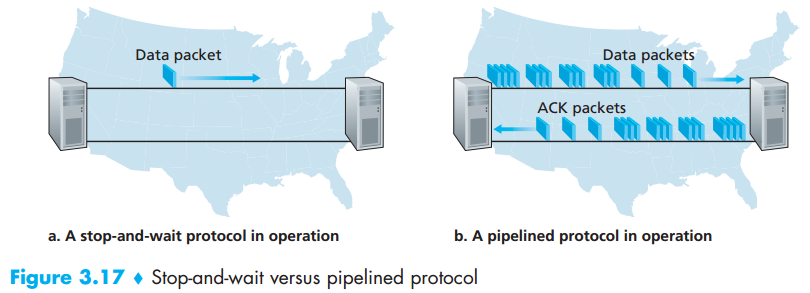 Data packet
Data packets
ACK packets
a. A stop-and-wait protocol in operation
b. A pipelined protocol in operation
Figure 3.17 ♦ Stop-and-wait versus pipelined protocol